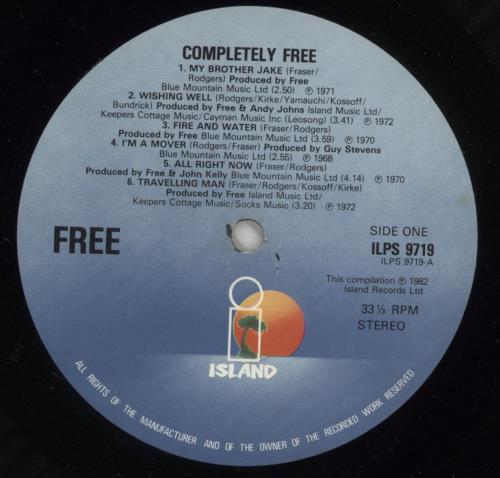 COMPLETELY FREE
1. MY BROTHER JAKE (Fraser/
Rodgers) Produced by Free
Blue Mountain Music Ltd (2.50) ℗ 1971
2. WISHING WELL (Rodgers/Kirke/Yamauchi/Kossoff/
Bundrick) Produced by Free & Andy Johns Island Music Ltd/
Keepers Cottage Music/Cayman Music Inc (Leosong) (3.41) ℗ 1972
3. FIRE AND WATER (Fraser/Rodgers)
Produced by Free Blue Mountain Music Ltd (3.59) ℗ 1970
4. I'M A MOVER (Rodgers/Fraser) Produced by Guy Stevens
Blue Mountain Music Ltd (2.55) ℗ 1968
5. ALL RIGHT NOW (Fraser/Rodgers)
Produced by Free & John Kelly Blue Mountain Music Ltd (4.14) ℗ 1970
6. TRAVELLING MAN (Fraser/Rodgers/Kossoff/Kirke)
Produced by Free Island Music Ltd/
Keepers Cottage Music/Socks Music (3.20) ℗ 1972
FREE
SIDE ONE
ILPS 9719
ILPS 9719-A
This compilation ℗ 1982
Island Records Ltd
33⅓ RPM
STEREO
ISLAND
ALL RIGHTS OF THE MANUFACTURER AND OF THE OWNER OF THE RECORDED WORK RESERVED